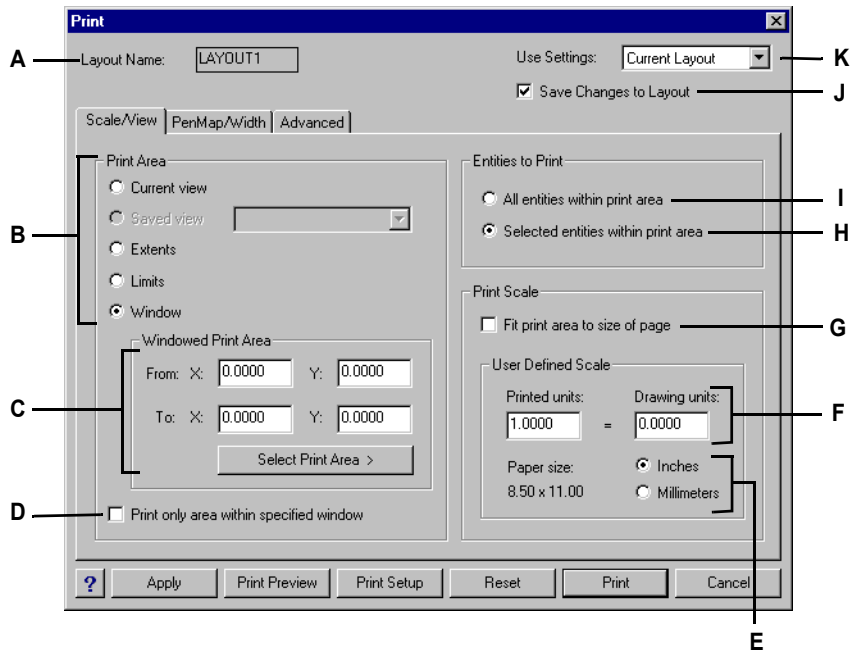 Print
A
Layout Name:
LAYOUT1
Use Settings:
Current Layout
K
Save Changes to Layout
J
Scale/View
PenMap/Width
Advanced
Print Area
Current view
Saved view
B
Extents
Limits
Window
Windowed Print Area
From: X: 0.0000 Y: 0.0000
C
To: X: 0.0000 Y: 0.0000
Select Print Area >
D
Print only area within specified window
Entities to Print
All entities within print area
I
Selected entities within print area
H
Print Scale
Fit print area to size of page
G
User Defined Scale
Printed units: Drawing units:
1.0000 = 0.0000
F
Paper size:
8.50 x 11.00
Inches
Millimeters
E
? Apply Print Preview Print Setup Reset Print Cancel